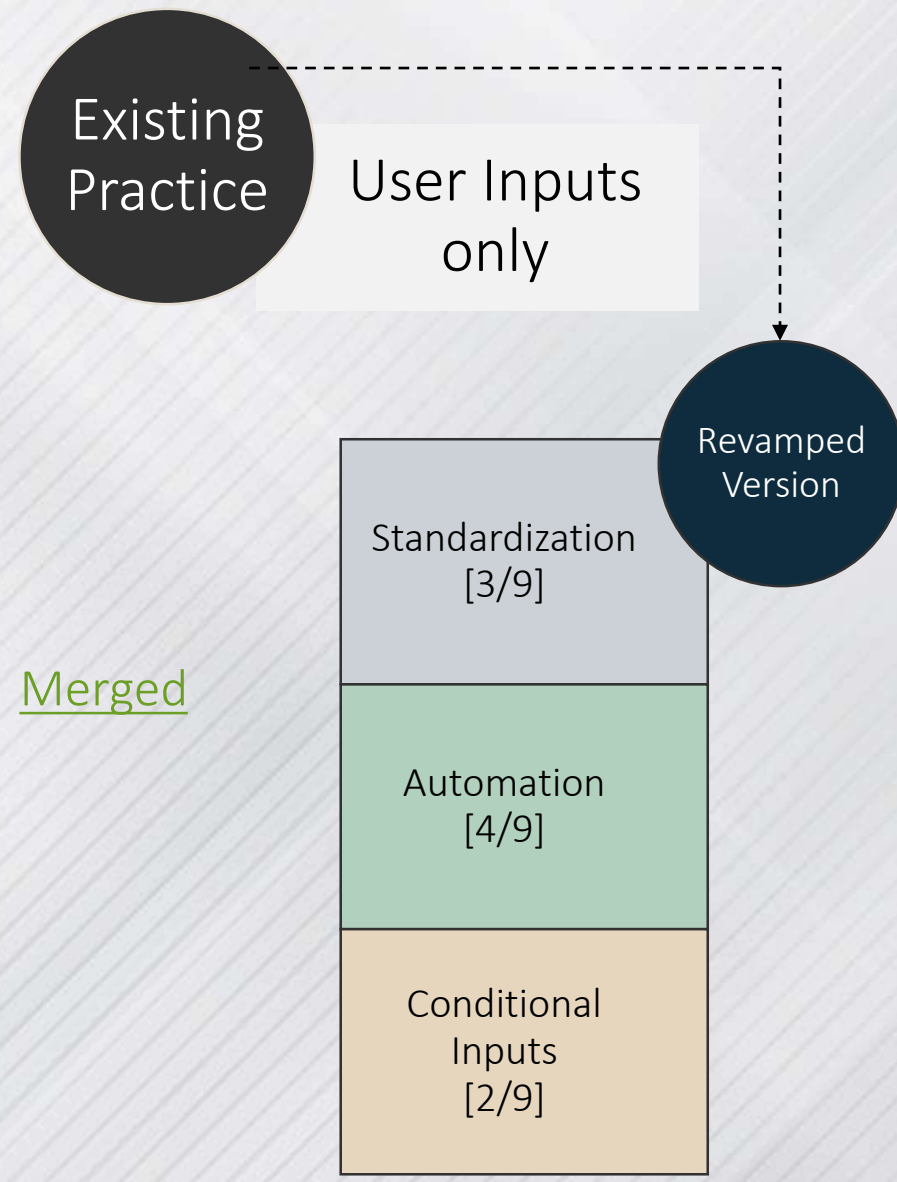 Existing
Practice
User Inputs
only
Revamped
Version
Standardization
[3/9]
Merged
Automation
[4/9]
Conditional
Inputs
[2/9]